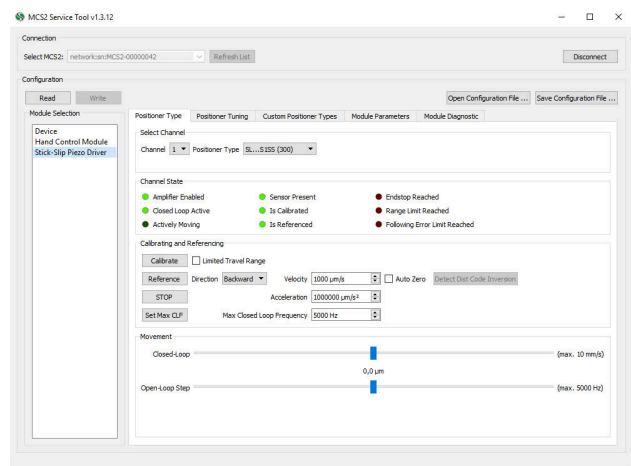 MCS2 Service Tool v1.3.12
Connection
Select MCS2: network:sn:MCS2-00000042 Refresh List Disconnect
Configuration
Read Write Open Configuration File ... Save Configuration File ...
Module Selection
Device
Hand Control Module
Stick-Slip Piezo Driver
Positioner Type Positioner Tuning Custom Positioner Types Module Parameters Module Diagnostic
Select Channel
Channel 1 Positioner Type SL...S1SS (300)
Channel State
Amplifier Enabled Sensor Present Endstop Reached
Closed Loop Active Is Calibrated Range Limit Reached
Actively Moving Is Referenced Following Error Limit Reached
Calibrating and Referencing
Calibrate Limited Travel Range
Reference Direction Backward Velocity 1000 µm/s Auto Zero Detect Dist Code Inversion
STOP Acceleration 1000000 µm/s²
Set Max CLF Max Closed Loop Frequency 5000 Hz
Movement
Closed-Loop (max. 10 mm/s)
0,0 µm
Open-Loop Step (max. 5000 Hz)